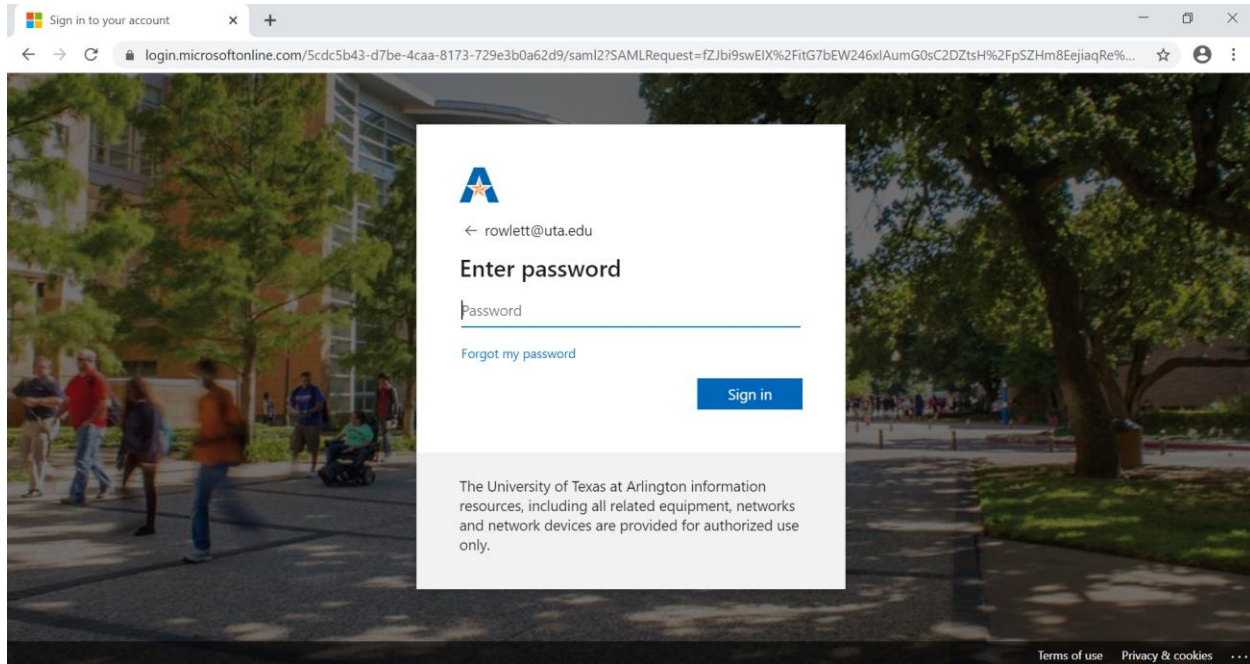 Sign in to your account
login.microsoftonline.com/5cdc5b43-d7be-4caa-8173-729e3b0a62d9/saml2?SAMLRequest=fZJbi9swEIX%2FitG7bEW246xIAumG0sC2DZtsH%2FpSZHm8EejiaqRe%...
← rowlett@uta.edu
Enter password
Password
Forgot my password
Sign in
The University of Texas at Arlington information
resources, including all related equipment, networks
and network devices are provided for authorized use
only.
Terms of use Privacy & cookies ...